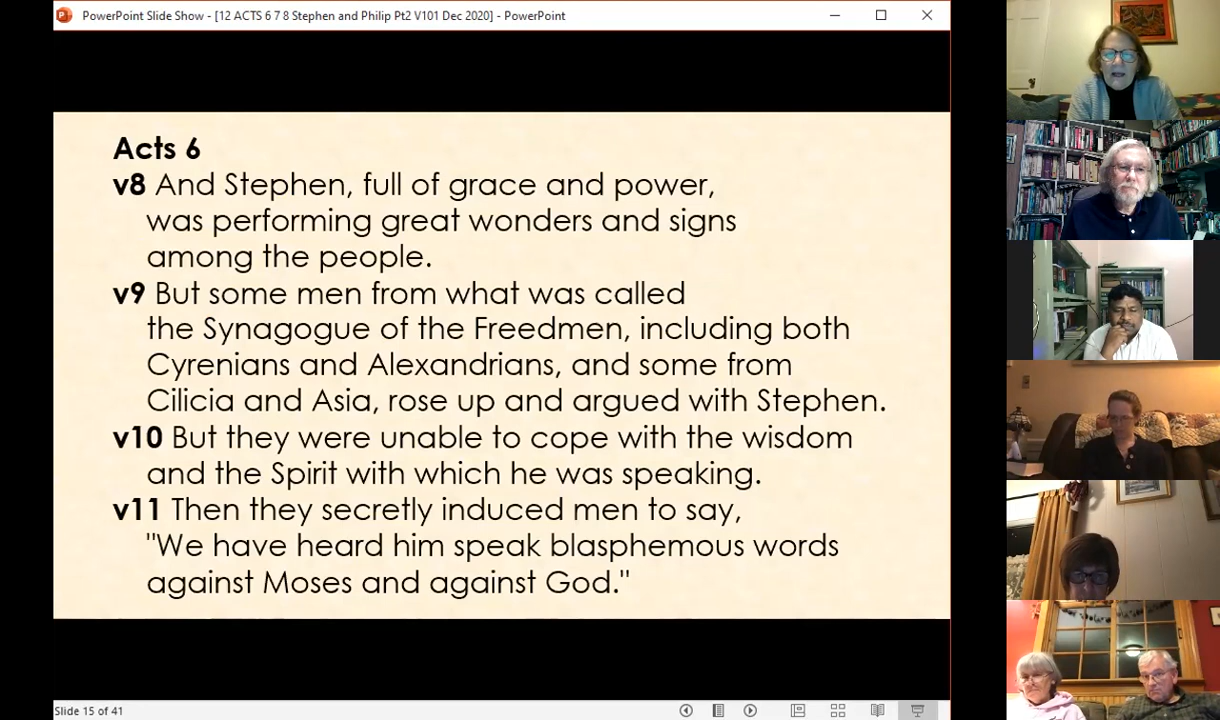 PowerPoint Slide Show - [12 ACTS 6 7 8 Stephen and Philip Pt2 V101 Dec 2020] - PowerPoint
Acts 6
v8 And Stephen, full of grace and power,
was performing great wonders and signs
among the people.
v9 But some men from what was called
the Synagogue of the Freedmen, including both
Cyrenians and Alexandrians, and some from
Cilicia and Asia, rose up and argued with Stephen.
v10 But they were unable to cope with the wisdom
and the Spirit with which he was speaking.
v11 Then they secretly induced men to say,
"We have heard him speak blasphemous words
against Moses and against God."
Slide 15 of 41